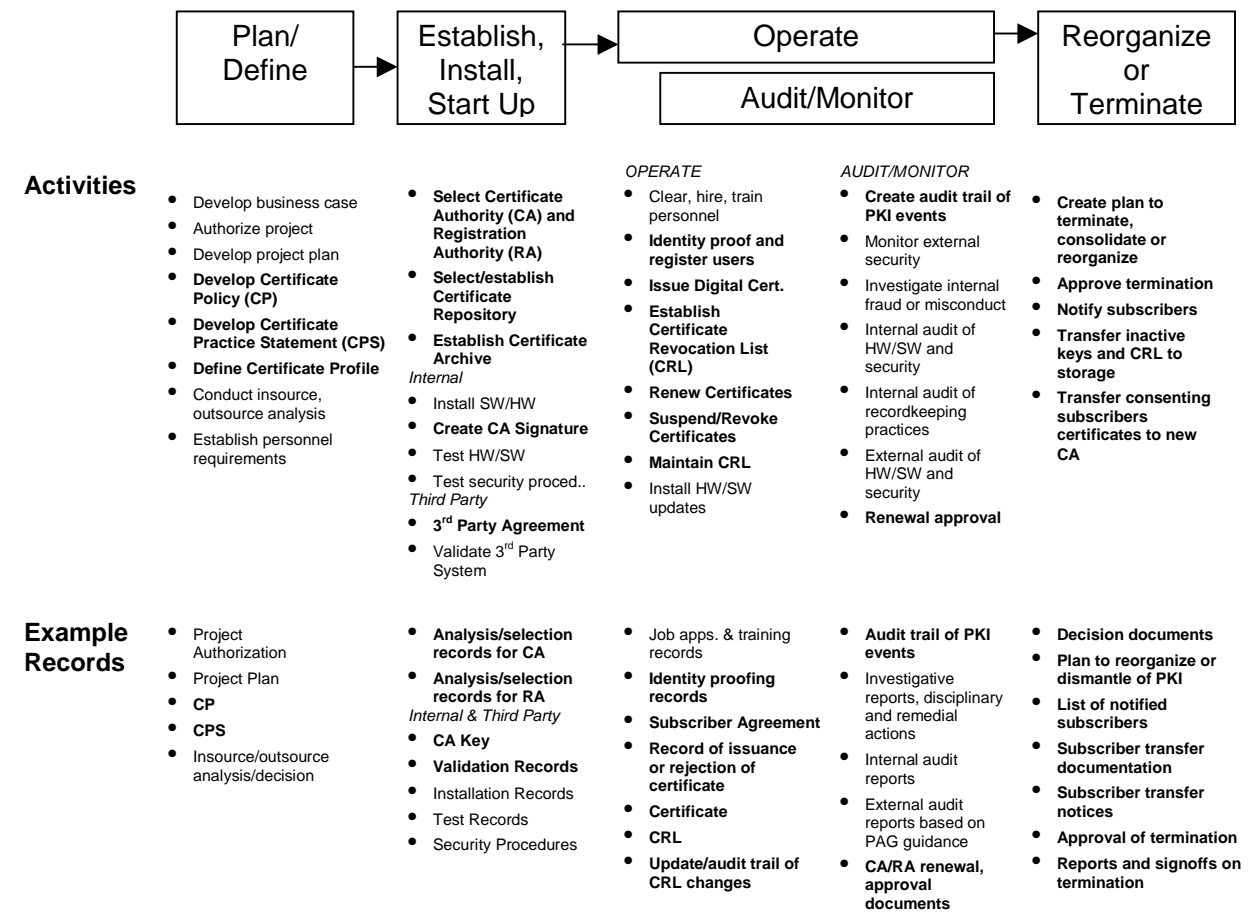 Plan/
Define
Establish,
Install,
Start Up
Operate
Audit/Monitor
Reorganize
or
Terminate
Activities
• Develop business case
• Authorize project
• Develop project plan
• Develop Certificate
Policy (CP)
• Develop Certificate
Practice Statement (CPS)
• Define Certificate Profile
• Conduct insource,
outsource analysis
• Establish personnel
requirements
• Select Certificate
Authority (CA) and
Registration
Authority (RA)
• Select/establish
Certificate
Repository
• Establish Certificate
Archive
Internal
• Install SW/HW
• Create CA Signature
• Test HW/SW
• Test security proced..
Third Party
• 3rd Party Agreement
• Validate 3rd Party
System
OPERATE
• Clear, hire, train
personnel
• Identity proof and
register users
• Issue Digital Cert.
• Establish
Certificate
Revocation List
(CRL)
• Renew Certificates
• Suspend/Revoke
Certificates
• Maintain CRL
• Install HW/SW
updates
AUDIT/MONITOR
• Create audit trail of
PKI events
• Monitor external
security
• Investigate internal
fraud or misconduct
• Internal audit of
HW/SW and
security
• Internal audit of
recordkeeping
practices
• External audit of
HW/SW and
security
• Renewal approval
• Create plan to
terminate,
consolidate or
reorganize
• Approve termination
• Notify subscribers
• Transfer inactive
keys and CRL to
storage
• Transfer consenting
subscribers
certificates to new
CA
Example
Records
• Project
Authorization
• Project Plan
• CP
• CPS
• Insource/outsource
analysis/decision
• Analysis/selection
records for CA
• Analysis/selection
records for RA
Internal & Third Party
• CA Key
• Validation Records
• Installation Records
• Test Records
• Security Procedures
• Job apps. & training
records
• Identity proofing
records
• Subscriber Agreement
• Record of issuance
or rejection of
certificate
• Certificate
• CRL
• Update/audit trail of
CRL changes
• Audit trail of PKI
events
• Investigative
reports, disciplinary
and remedial
actions
• Internal audit
reports
• External audit
reports based on
PAG guidance
• CA/RA renewal,
approval
documents
• Decision documents
• Plan to reorganize or
dismantle of PKI
• List of notified
subscribers
• Subscriber transfer
documentation
• Subscriber transfer
notices
• Approval of termination
• Reports and signoffs on
termination